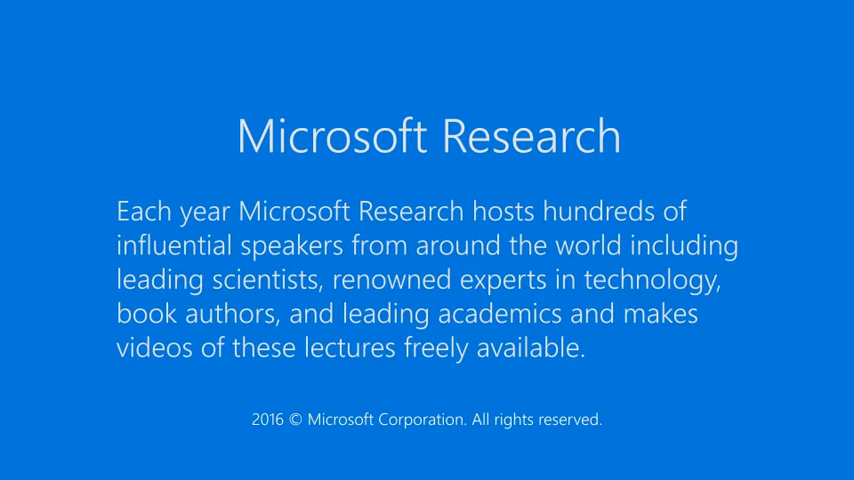 Microsoft Research
Each year Microsoft Research hosts hundreds of
influential speakers from around the world including
leading scientists, renowned experts in technology,
book authors, and leading academics and makes
videos of these lectures freely available.
2016 © Microsoft Corporation. All rights reserved.